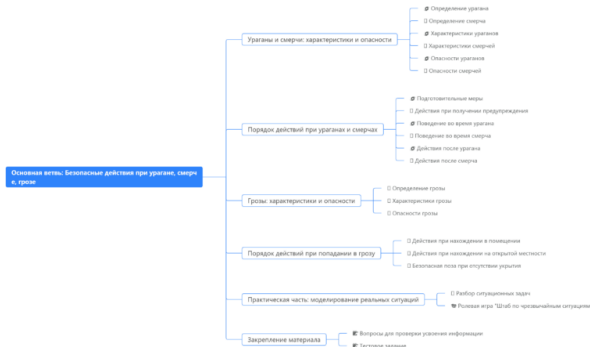 Основная ветвь: Безопасные действия при урагане, смерч
е, грозе
Ураганы и смерчи: характеристики и опасности
Определение урагана
Определение смерча
Характеристики ураганов
Характеристики смерчей
Опасности ураганов
Опасности смерчей
Порядок действий при ураганах и смерчах
Подготовительные меры
Действия при получении предупреждения
Поведение во время урагана
Поведение во время смерча
Действия после урагана
Действия после смерча
Грозы: характеристики и опасности
Определение грозы
Характеристики грозы
Опасности грозы
Порядок действий при попадании в грозу
Действия при нахождении в помещении
Действия при нахождении на открытой местности
Безопасная поза при отсутствии укрытия
Практическая часть: моделирование реальных ситуаций
Разбор ситуационных задач
Ролевая игра "Штаб по чрезвычайным ситуациям
Закрепление материала
Вопросы для проверки усвоения информации
Тестовое задание